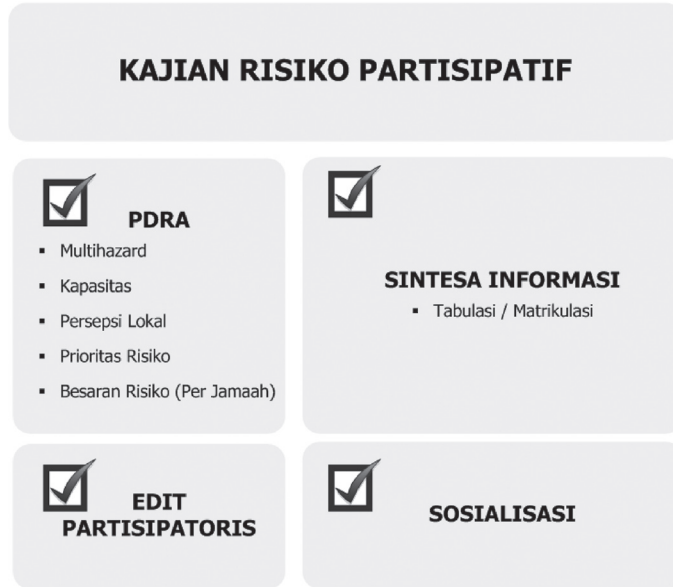 KAJIAN RISIKO PARTISIPATIF
PDRA
▪ Multihazard
▪ Kapasitas
▪ Persepsi Lokal
▪ Prioritas Risiko
▪ Besaran Risiko (Per Jamaah)
SINTESA INFORMASI
▪ Tabulasi / Matrikulasi
EDIT
PARTISIPATORIS
SOSIALISASI